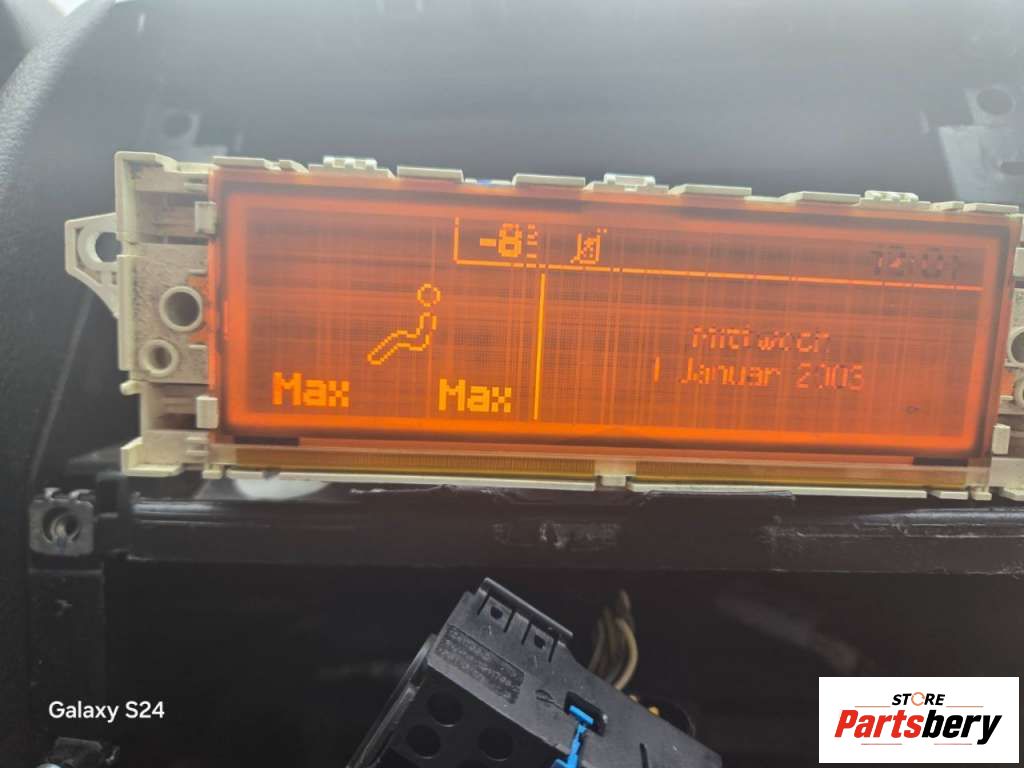 -8
12:01
Mittwoch
1 Januar 2003
Max Max
Galaxy S24
STORE
Partsbery